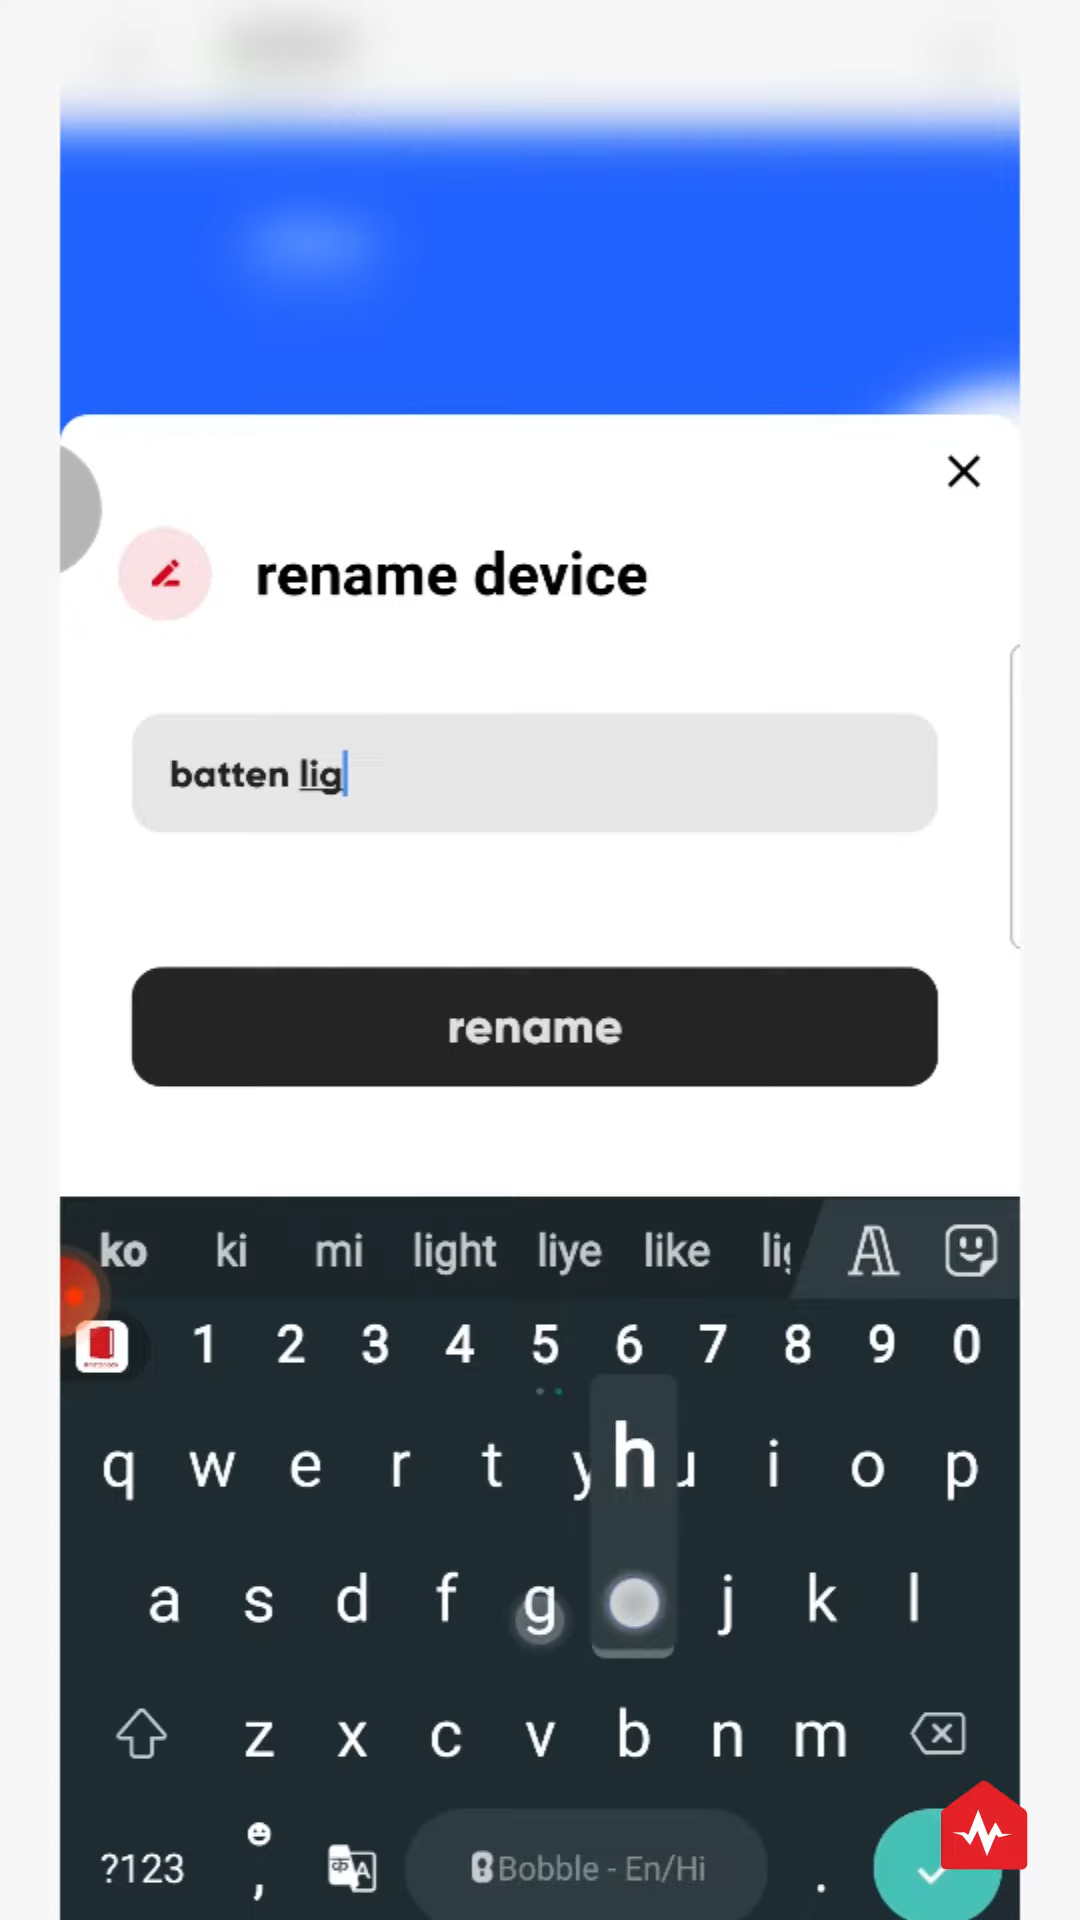 rename device
batten lig
rename
ko ki mi light liye like
1 2 3 4 5 6 7 8 9 0
q w e r t y h u i o p
a s d f g j k l
z x c v b n m
?123 , Bobble - En/Hi .